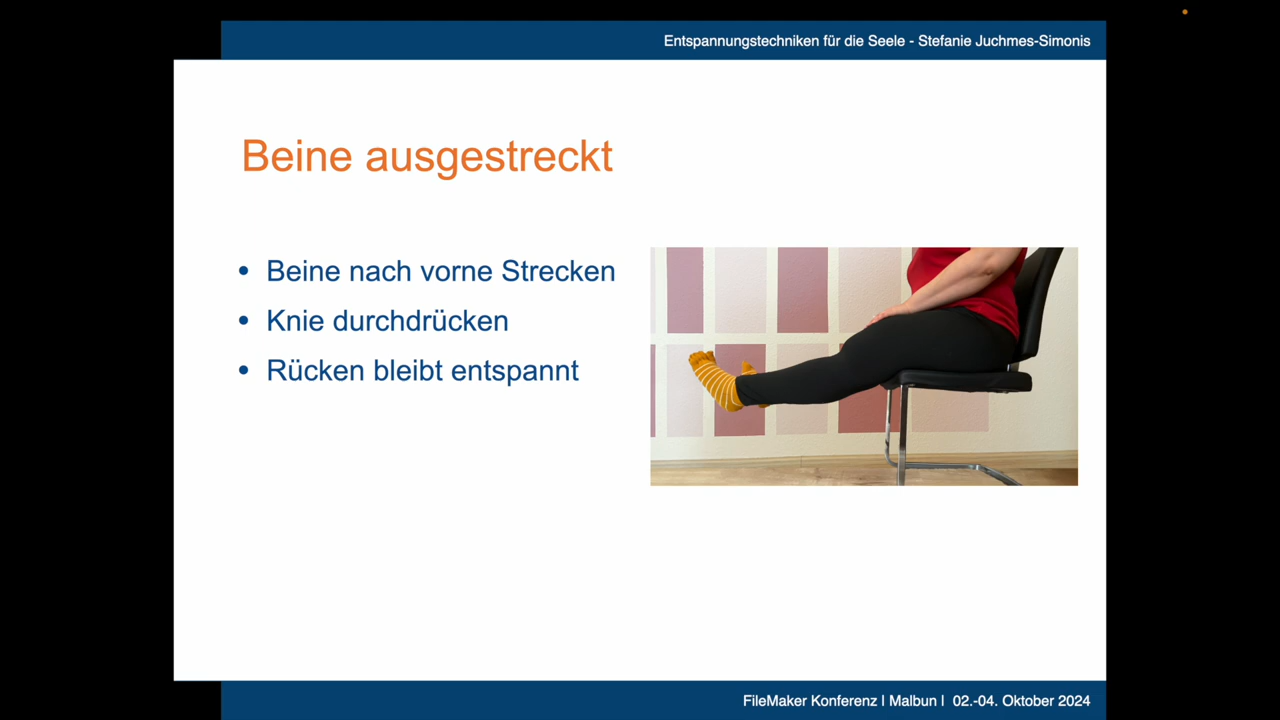 Entspannungstechniken für die Seele - Stefanie Juchmes-Simonis
Beine ausgestreckt
• Beine nach vorne Strecken
• Knie durchdrücken
• Rücken bleibt entspannt
FileMaker Konferenz | Malbun | 02.-04. Oktober 2024